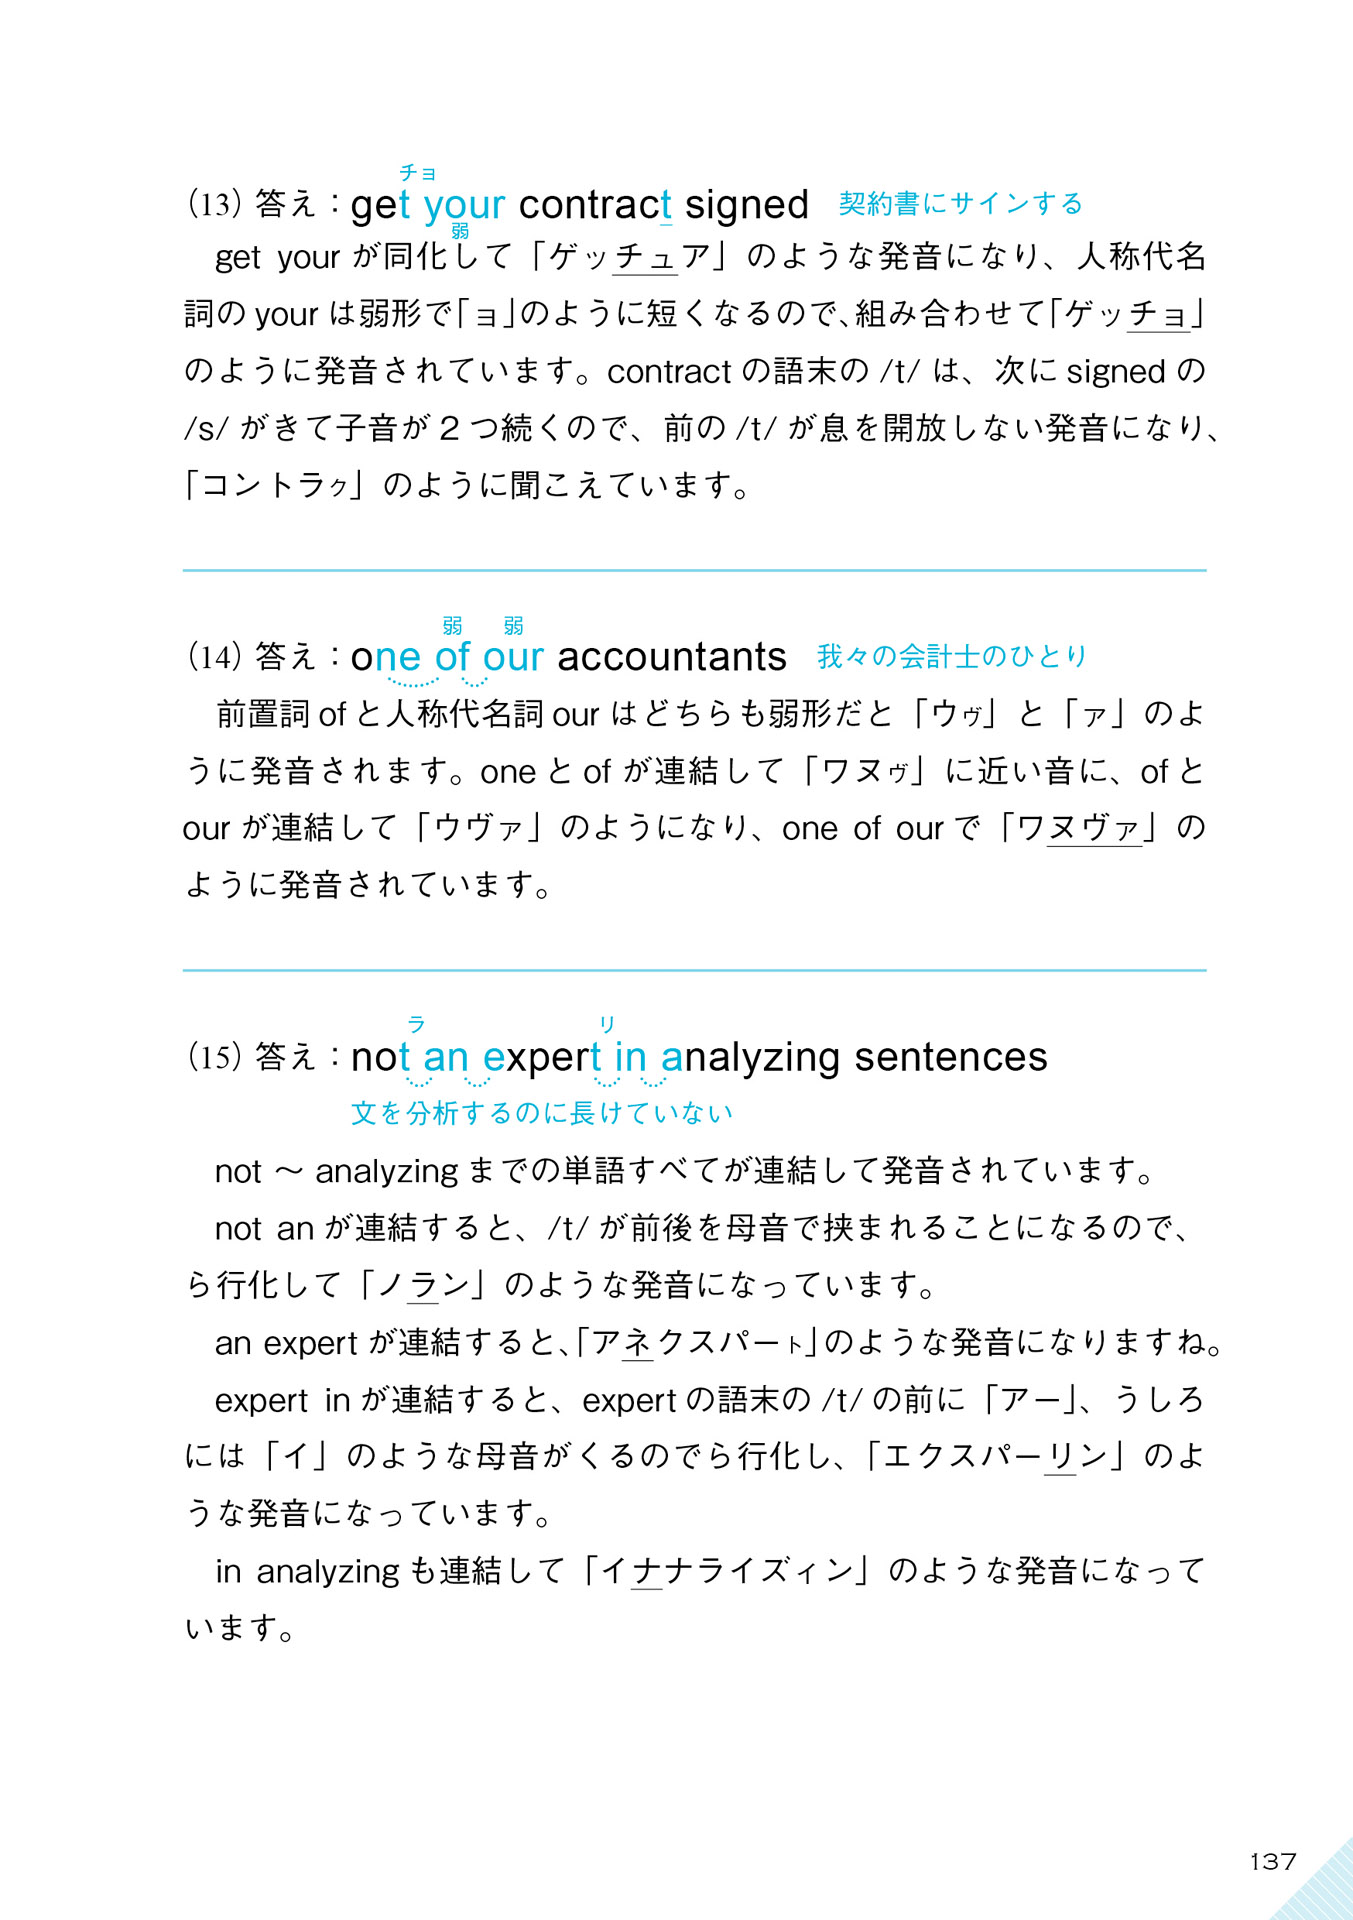 チョ
(13) 答え：get your contract signed　契約書にサインする
弱
get your が同化して「ゲッチュア」のような発音になり、人称代名
詞の your は弱形で「ョ」のように短くなるので、組み合わせて「ゲッチョ」
のように発音されています。contract の語末の /t/ は、次に signed の
/s/ がきて子音が２つ続くので、前の /t/ が息を開放しない発音になり、
「コントラㇰ」のように聞こえています。
弱　弱
(14) 答え：one of our accountants　我々の会計士のひとり
前置詞 of と人称代名詞 our はどちらも弱形だと「ウヴ」と「ァ」のよ
うに発音されます。one と of が連結して「ワヌヴ」に近い音に、of と
our が連結して「ウヴァ」のようになり、one of our で「ワヌヴァ」の
ように発音されています。
ラ　リ
(15) 答え：not an expert in analyzing sentences
文を分析するのに長けていない
not 〜 analyzing までの単語すべてが連結して発音されています。
not an が連結すると、/t/ が前後を母音で挟まれることになるので、
ら行化して「ノラン」のような発音になっています。
an expert が連結すると、「アネクスパーㇳ」のような発音になりますね。
expert in が連結すると、expert の語末の /t/ の前に「アー」、うしろ
には「イ」のような母音がくるのでら行化し、「エクスパーリン」のよ
うな発音になっています。
in analyzing も連結して「イナナライズィン」のような発音になって
います。
137